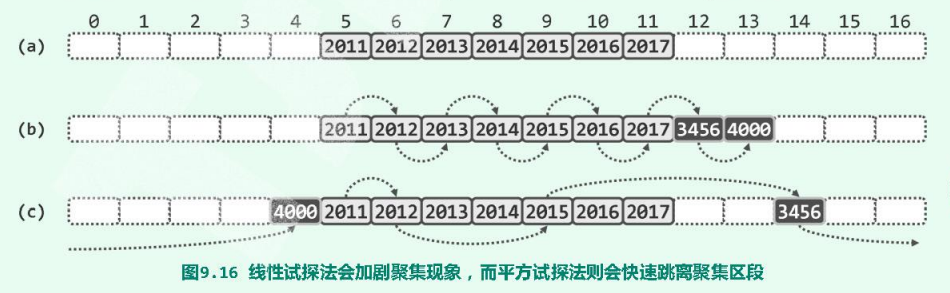 0 1 2 3 4 5 6 7 8 9 10 11 12 13 14 15 16
(a) 2011 2012 2013 2014 2015 2016 2017
(b) 2011 2012 2013 2014 2015 2016 2017 3456 4000
(c) 4000 2011 2012 2013 2014 2015 2016 2017 3456
图9.16 线性试探法会加剧聚集现象，而平方试探法则会快速跳离聚集区段